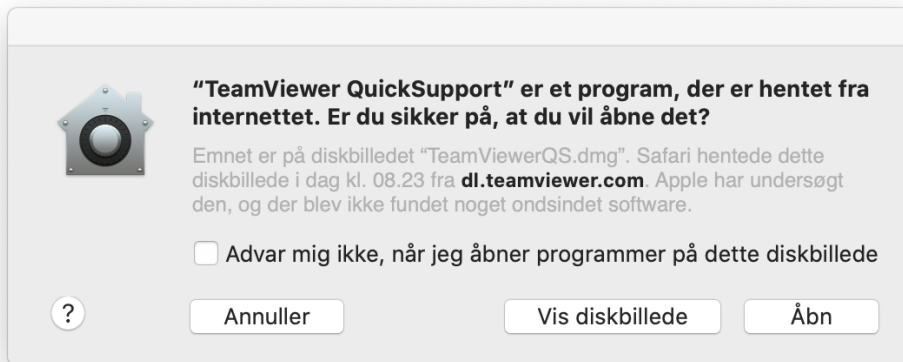 “TeamViewer QuickSupport” er et program, der er hentet fra
internettet. Er du sikker på, at du vil åbne det?
Emnet er på diskbilledet “TeamViewerQS.dmg”. Safari hentede dette
diskbillede i dag kl. 08.23 fra dl.teamviewer.com. Apple har undersøgt
den, og der blev ikke fundet noget ondsindet software.
Advar mig ikke, når jeg åbner programmer på dette diskbillede
?
Annuller
Vis diskbillede
Åbn